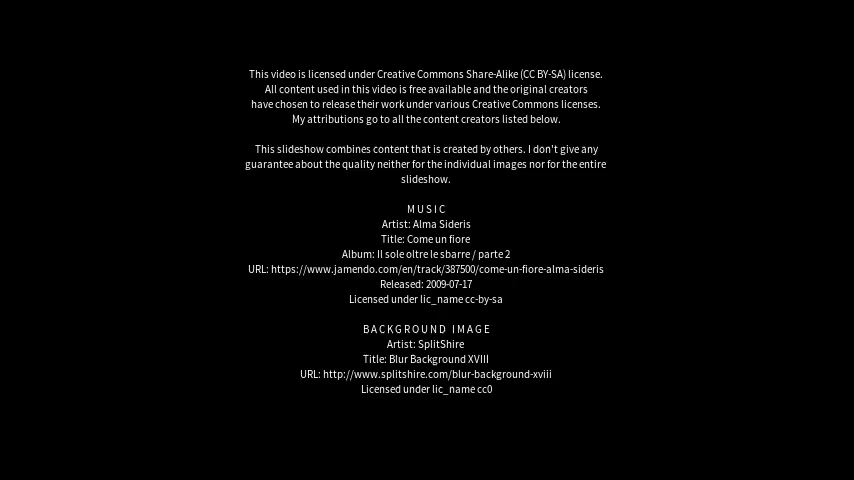 This video is licensed under Creative Commons Share-Alike (CC BY-SA) license.
All content used in this video is free available and the original creators
have chosen to release their work under various Creative Commons licenses.
My attributions go to all the content creators listed below.
This slideshow combines content that is created by others. I don't give any
guarantee about the quality neither for the individual images nor for the entire
slideshow.
MUSIC
Artist: Alma Sideris
Title: Come un fiore
Album: Il sole oltre le sbarre / parte 2
URL: https://www.jamendo.com/en/track/387500/come-un-fiore-alma-sideris
Released: 2009-07-17
Licensed under lic_name cc-by-sa
BACKGROUND IMAGE
Artist: SplitShire
Title: Blur Background XVIII
URL: http://www.splitshire.com/blur-background-xviii
Licensed under lic_name cc0